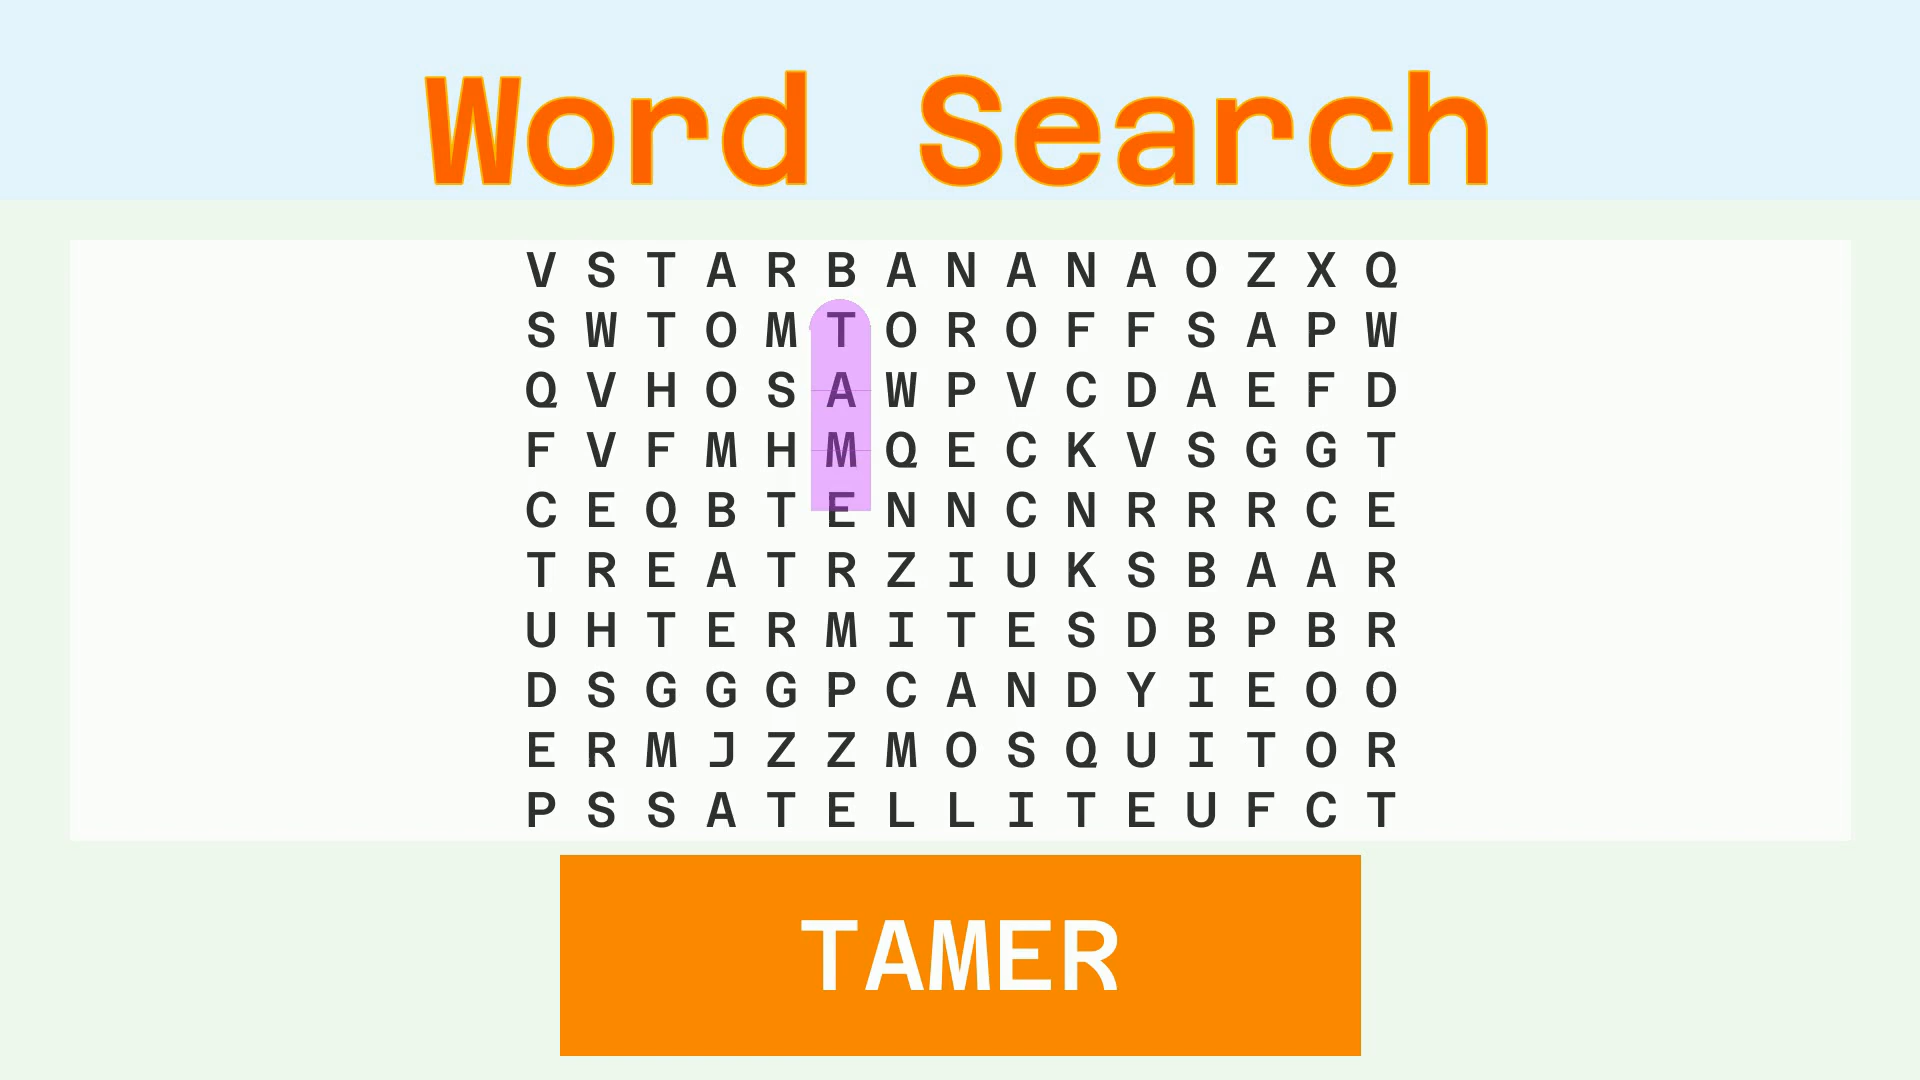 Word Search
V S T A R B A N A N A O Z X Q
S W T O M T O R O F F S A P W
Q V H O S A W P V C D A E F D
F V F M H M Q E C K V S G G T
C E Q B T E N N C N R R R C E
T R E A T R Z I U K S B A A R
U H T E R M I T E S D B P B R
D S G G G P C A N D Y I E O O
E R M J Z Z M O S Q U I T O R
P S S A T E L L I T E U F C T
TAMER